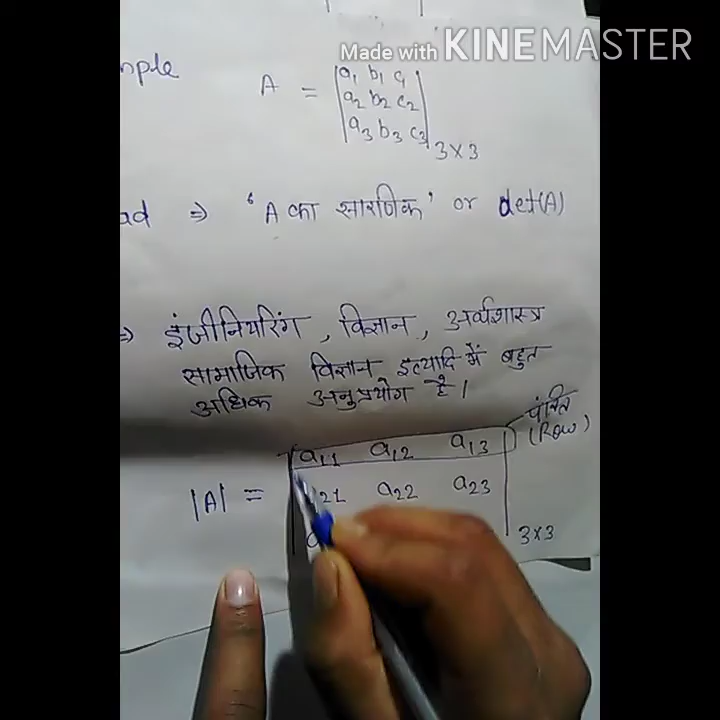 Made with KINEMASTER
mple
A = |a1 b1 c1
a2 b2 c2
a3 b3 c3| 3×3
ad ⇒ 'A का सारणिक' or det(A)
⇒ इंजीनियरिंग, विज्ञान, अर्थशास्त्र
सामाजिक विज्ञान इत्यादि में बहुत
अधिक अनुप्रयोग है।
पंक्ति
(Row)
a11 a12 a13
|A| = 21 a22 a23
3×3